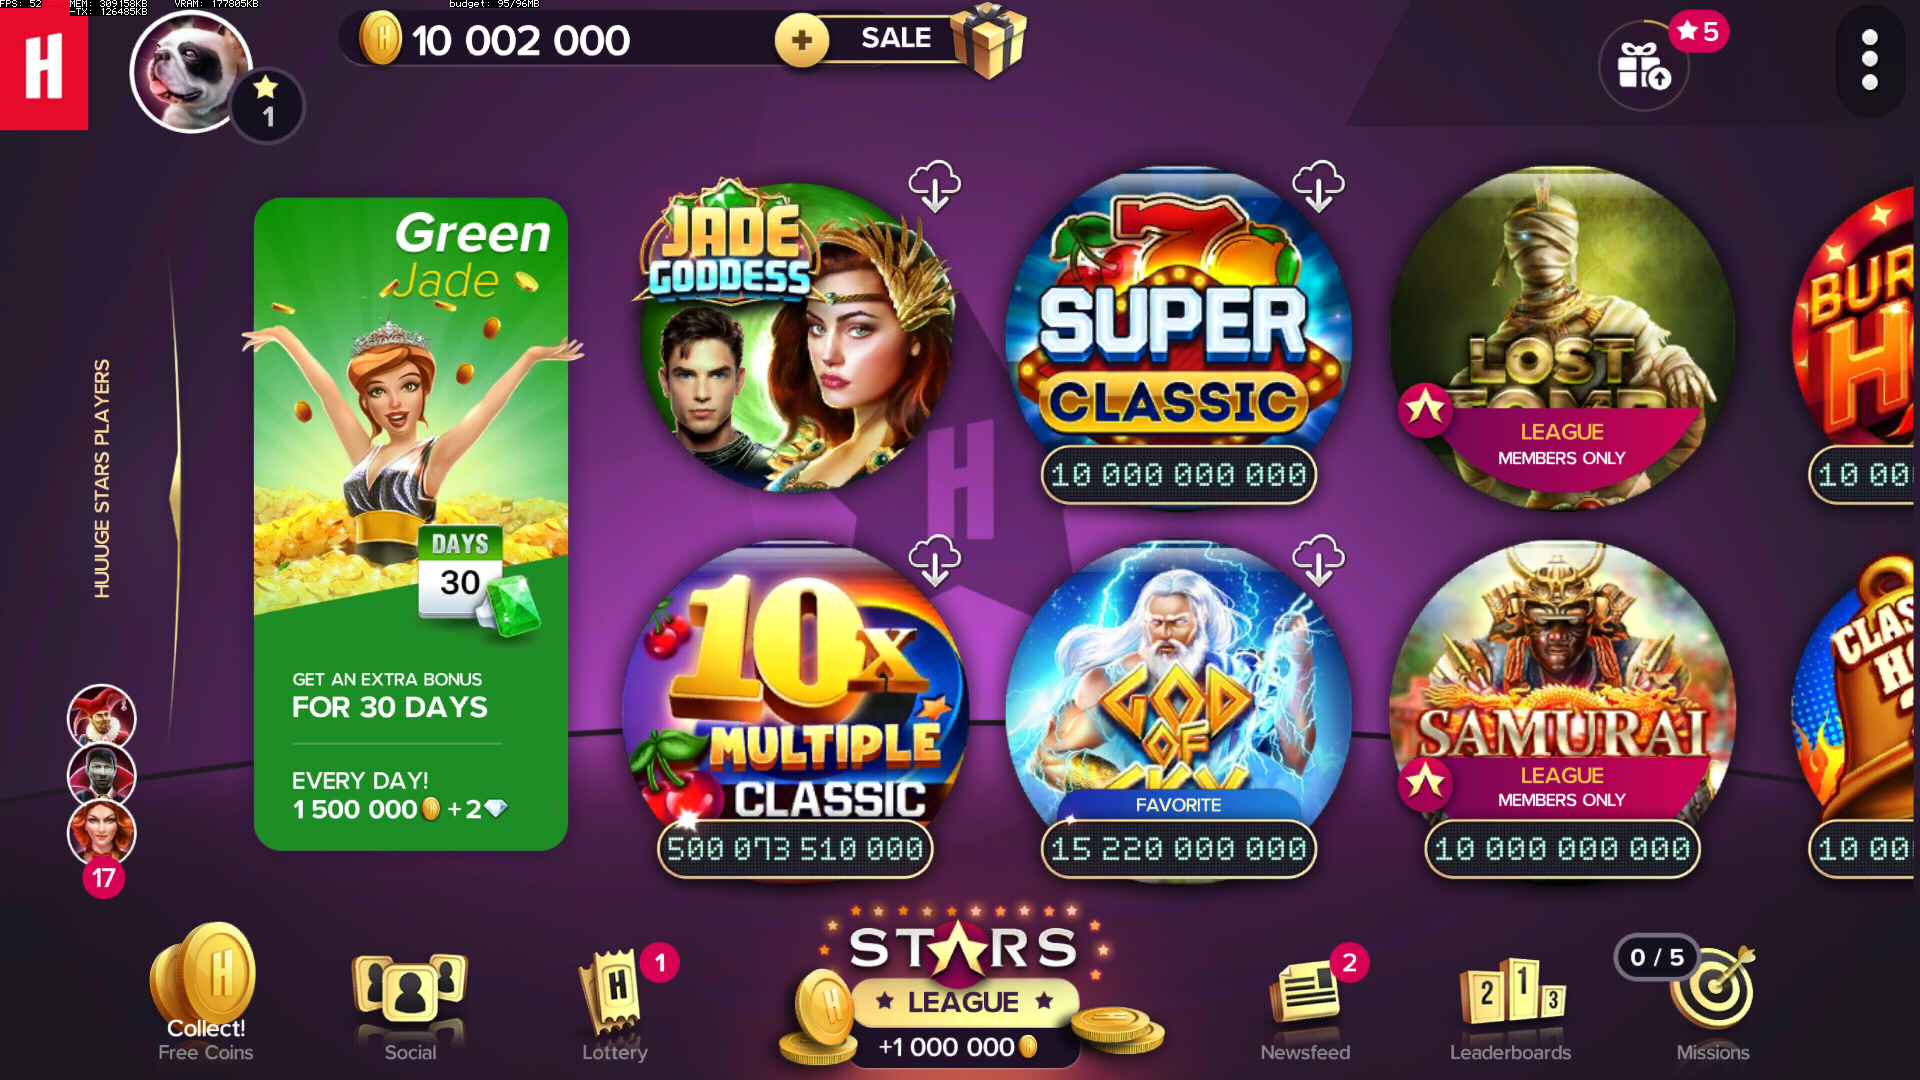 FPS: 52 MEM: 309158KB VRAM: 177805KB budget: 95/96MB
-TX: 126485KB
H
10 002 000
+
SALE
5
1
HUUUGE STARS PLAYERS
17
Green
Jade
DAYS
30
GET AN EXTRA BONUS
FOR 30 DAYS
EVERY DAY!
1 500 000 +2
JADE
GODDESS
7
SUPER
CLASSIC
10 000 000 000
LOST
TOMB
LEAGUE
MEMBERS ONLY
BUR
H
10 00
10x
MULTIPLE
CLASSIC
500 073 510 000
GOD
OF
SKY
FAVORITE
15 220 000 000
SAMURAI
LEAGUE
MEMBERS ONLY
10 000 000 000
CLAS
H
10 00
Collect!
Free Coins
Social
H
1
Lottery
STARS
LEAGUE
+1 000 000
2
Newsfeed
2 1 3
Leaderboards
0 / 5
Missions